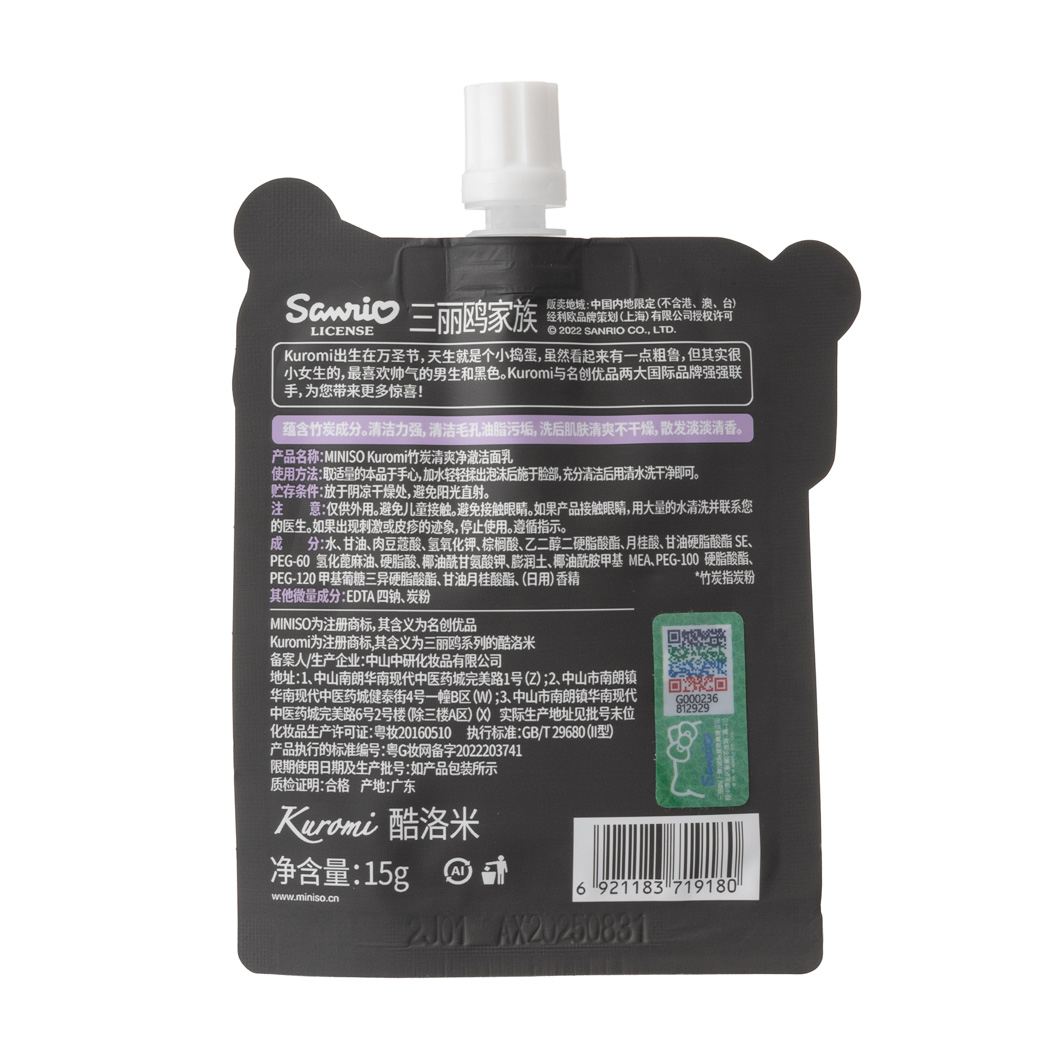 Sanrio
LICENSE
三丽鸥家族
販卖地域:中国内地限定(不含港、澳、台)
经利欧品牌策划(上海)有限公司授权许可
© 2022 SANRIO CO., LTD.
Kuromi出生在万圣节,天生就是个小捣蛋,虽然看起来有一点粗鲁,但其实很
小女生的,最喜欢帅气的男生和黑色。Kuromi与名创优品两大国际品牌强强联
手,为您带来更多惊喜!
蕴含竹炭成分。清洁力强,清洁毛孔油脂污垢,洗后肌肤清爽不干燥,散发淡淡清香。
产品名称:MINISO Kuromi竹炭清爽净澈洁面乳
使用方法:取适量的本品于手心,加水轻轻揉出泡沫后施于脸部,充分清洁后用清水洗干净即可。
贮存条件:放于阴凉干燥处,避免阳光直射。
注 意:仅供外用。避免儿童接触。避免接触眼睛。如果产品接触眼睛,用大量的水清洗并联系您
的医生。如果出现刺激或皮疹的迹象,停止使用。遵循指示。
成 分:水、甘油、肉豆蔻酸、氢氧化钾、棕榈酸、乙二醇二硬脂酸酯、月桂酸、甘油硬脂酸酯 SE、
PEG-60 氢化蓖麻油、硬脂酸、椰油酰甘氨酸钾、膨润土、椰油酰胺甲基 MEA、PEG-100 硬脂酸酯、
PEG-120 甲基葡糖三异硬脂酸酯、甘油月桂酸酯、(日用)香精 *竹炭指炭粉
其他微量成分:EDTA 四钠、炭粉
MINISO为注册商标,其含义为名创优品
Kuromi为注册商标,其含义为三丽鸥系列的酷洛米
备案人/生产企业:中山中研化妆品有限公司
地址:1、中山南朗华南现代中医药城完美路1号(Z);2、中山市南朗镇
华南现代中医药城健泰街4号一幢B区(W);3、中山市南朗镇华南现代
中医药城完美路6号2号楼(除三楼A区)(X) 实际生产地址见批号末位
化妆品生产许可证:粤妆20160510 执行标准:GB/T 29680(II型)
产品执行的标准编号:粤G妆网备字2022203741
限期使用日期及生产批号:如产品包装所示
质检证明:合格 产地:广东
G000236
812929
Sanrio
Kuromi 酷洛米
净含量:15g
AI
www.miniso.cn
6 921183 719180
2J01 AX20250831